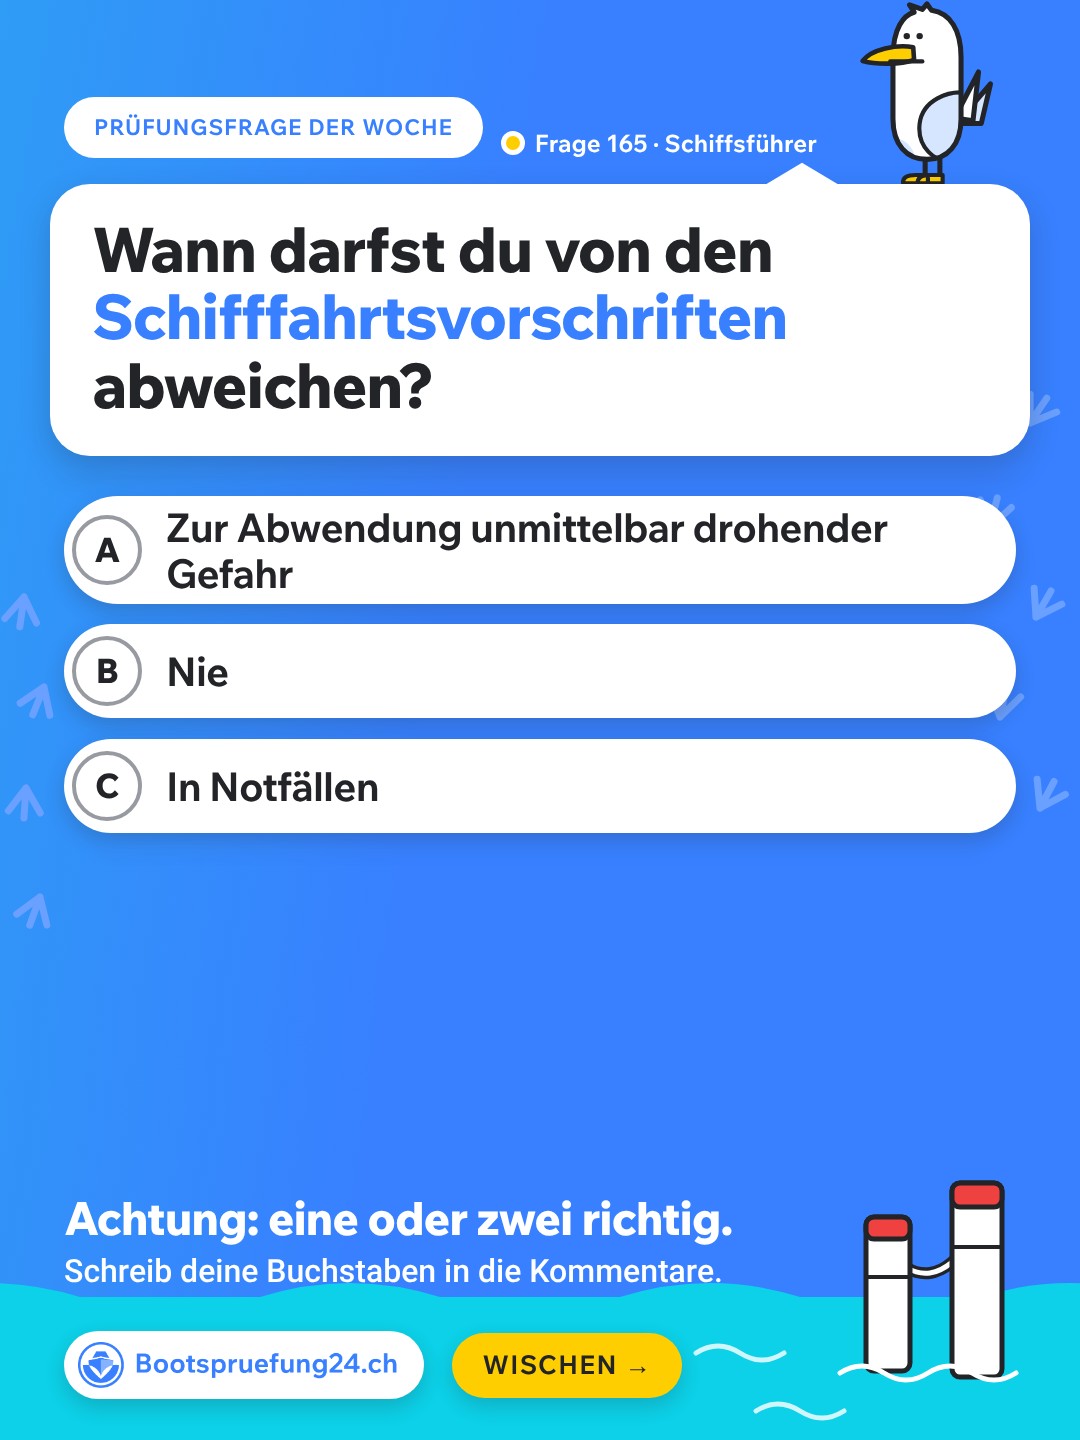 PRÜFUNGSFRAGE DER WOCHE
Frage 165 · Schiffsführer
Wann darfst du von den
Schifffahrtsvorschriften
abweichen?
A Zur Abwendung unmittelbar drohender
Gefahr
B Nie
C In Notfällen
Achtung: eine oder zwei richtig.
Schreib deine Buchstaben in die Kommentare.
Bootspruefung24.ch
WISCHEN →